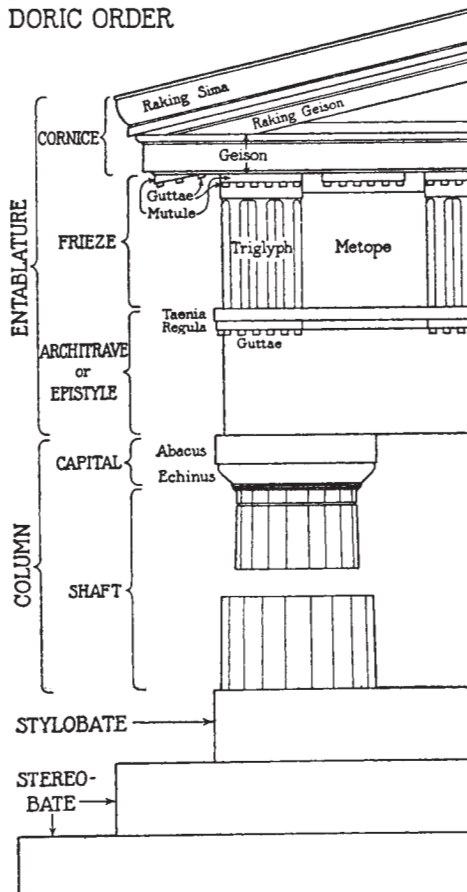 DORIC ORDER
Raking Sima
Raking Geison
CORNICE
Geison
Guttae
Mutule
ENTABLATURE
FRIEZE
Triglyph
Metope
Taenia
Regula
Guttae
ARCHITRAVE
or
EPISTYLE
CAPITAL
Abacus
Echinus
COLUMN
SHAFT
STYLOBATE
STEREO-
BATE